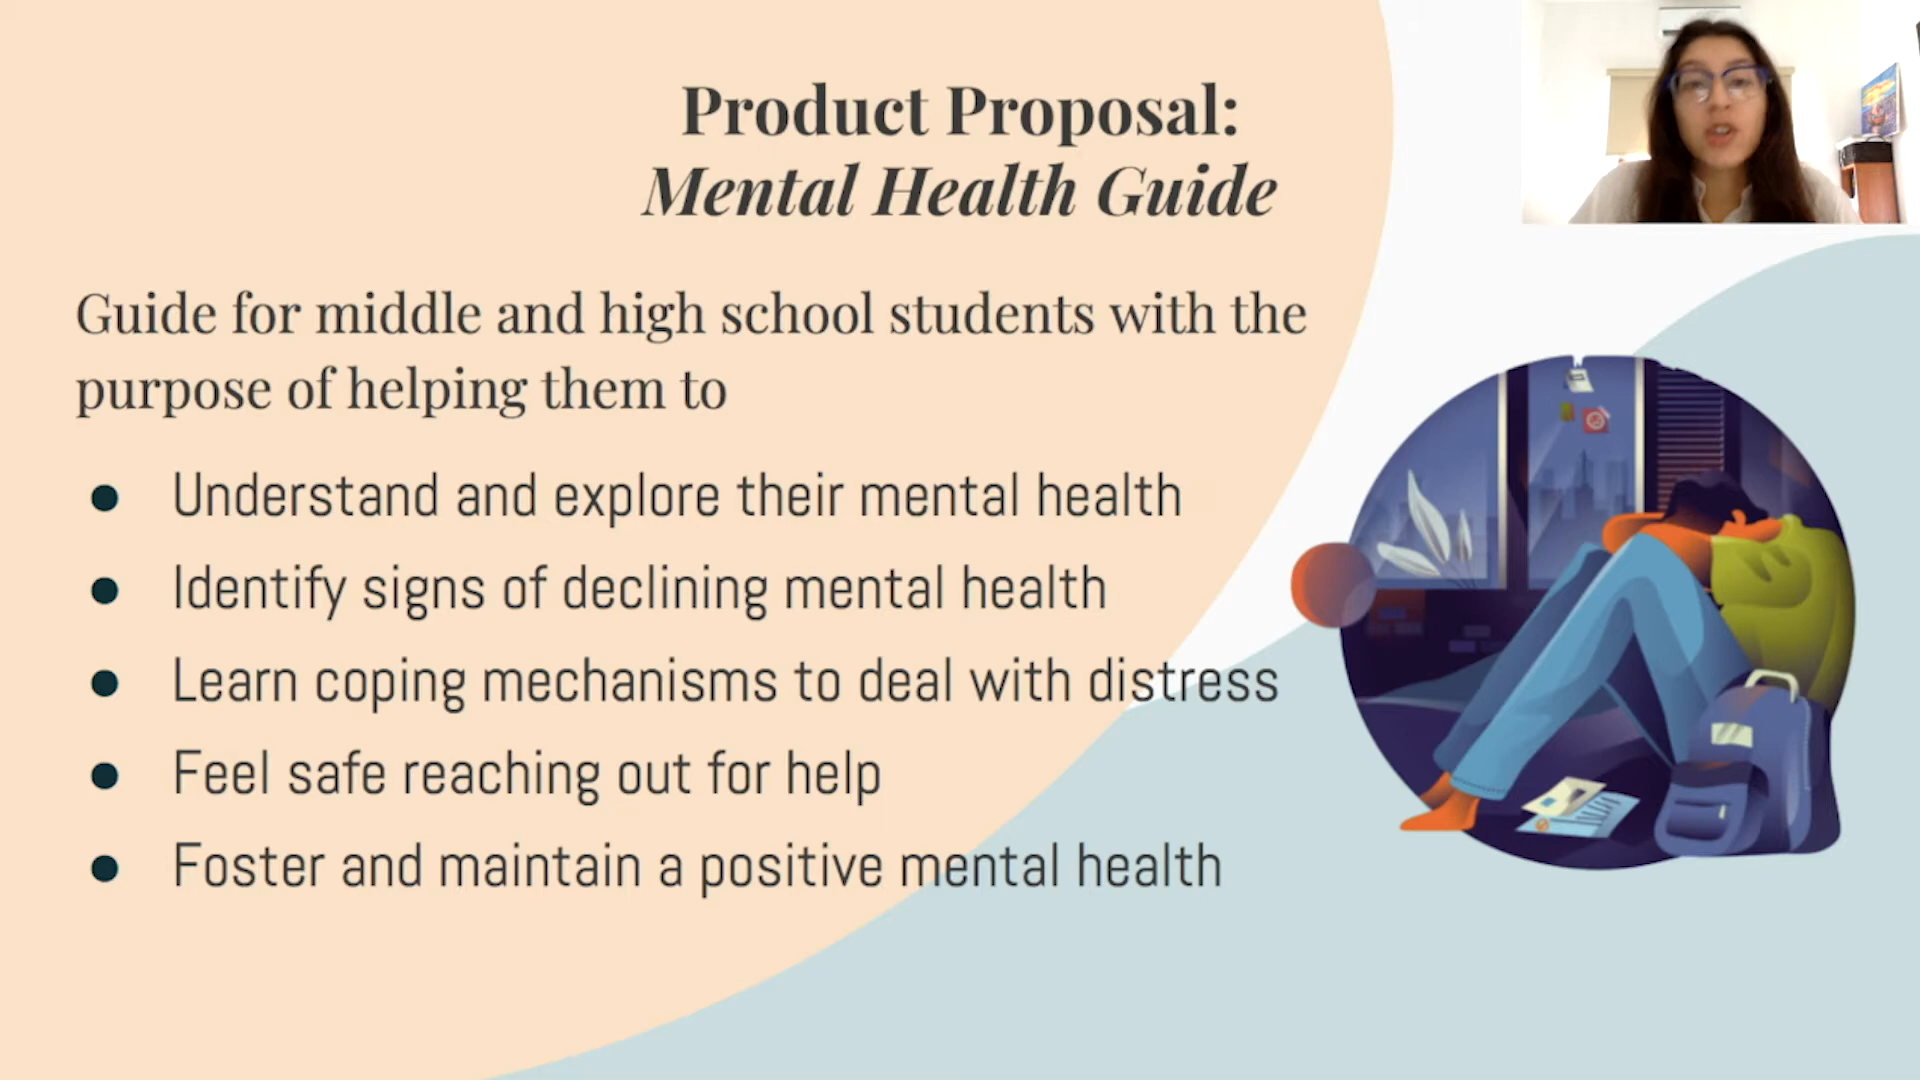 Product Proposal:
Mental Health Guide
Guide for middle and high school students with the
purpose of helping them to
● Understand and explore their mental health
● Identify signs of declining mental health
● Learn coping mechanisms to deal with distress
● Feel safe reaching out for help
● Foster and maintain a positive mental health